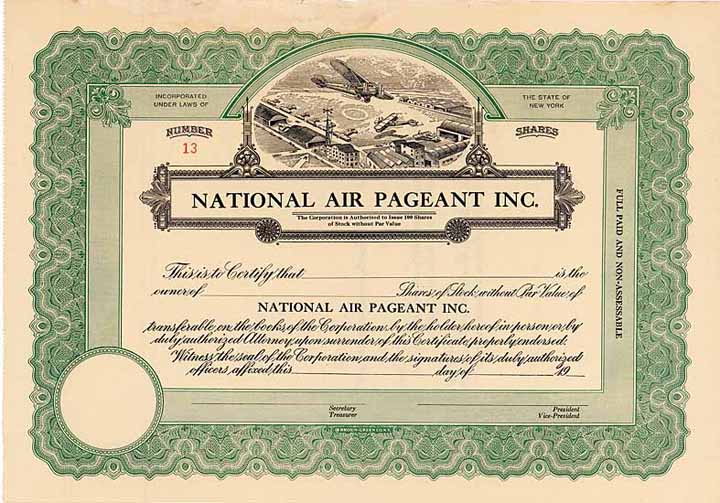 INCORPORATED
UNDER LAWS OF
THE STATE OF
NEW YORK
NUMBER
13
SHARES
NATIONAL AIR PAGEANT INC.
The Corporation is Authorized to Issue 100 Shares
of Stock without Par Value
FULL PAID AND NON-ASSESSABLE
This is to Certify that is the
owner of Shares of Stock without Par Value of
NATIONAL AIR PAGEANT INC.
transferable on the books of the Corporation by the holder hereof in person or by
duly authorized Attorney upon surrender of this Certificate properly endorsed.
Witness the seal of the Corporation and the signatures of its duly authorized
officers, affixed this day of 19
Secretary
Treasurer
President
Vice-President